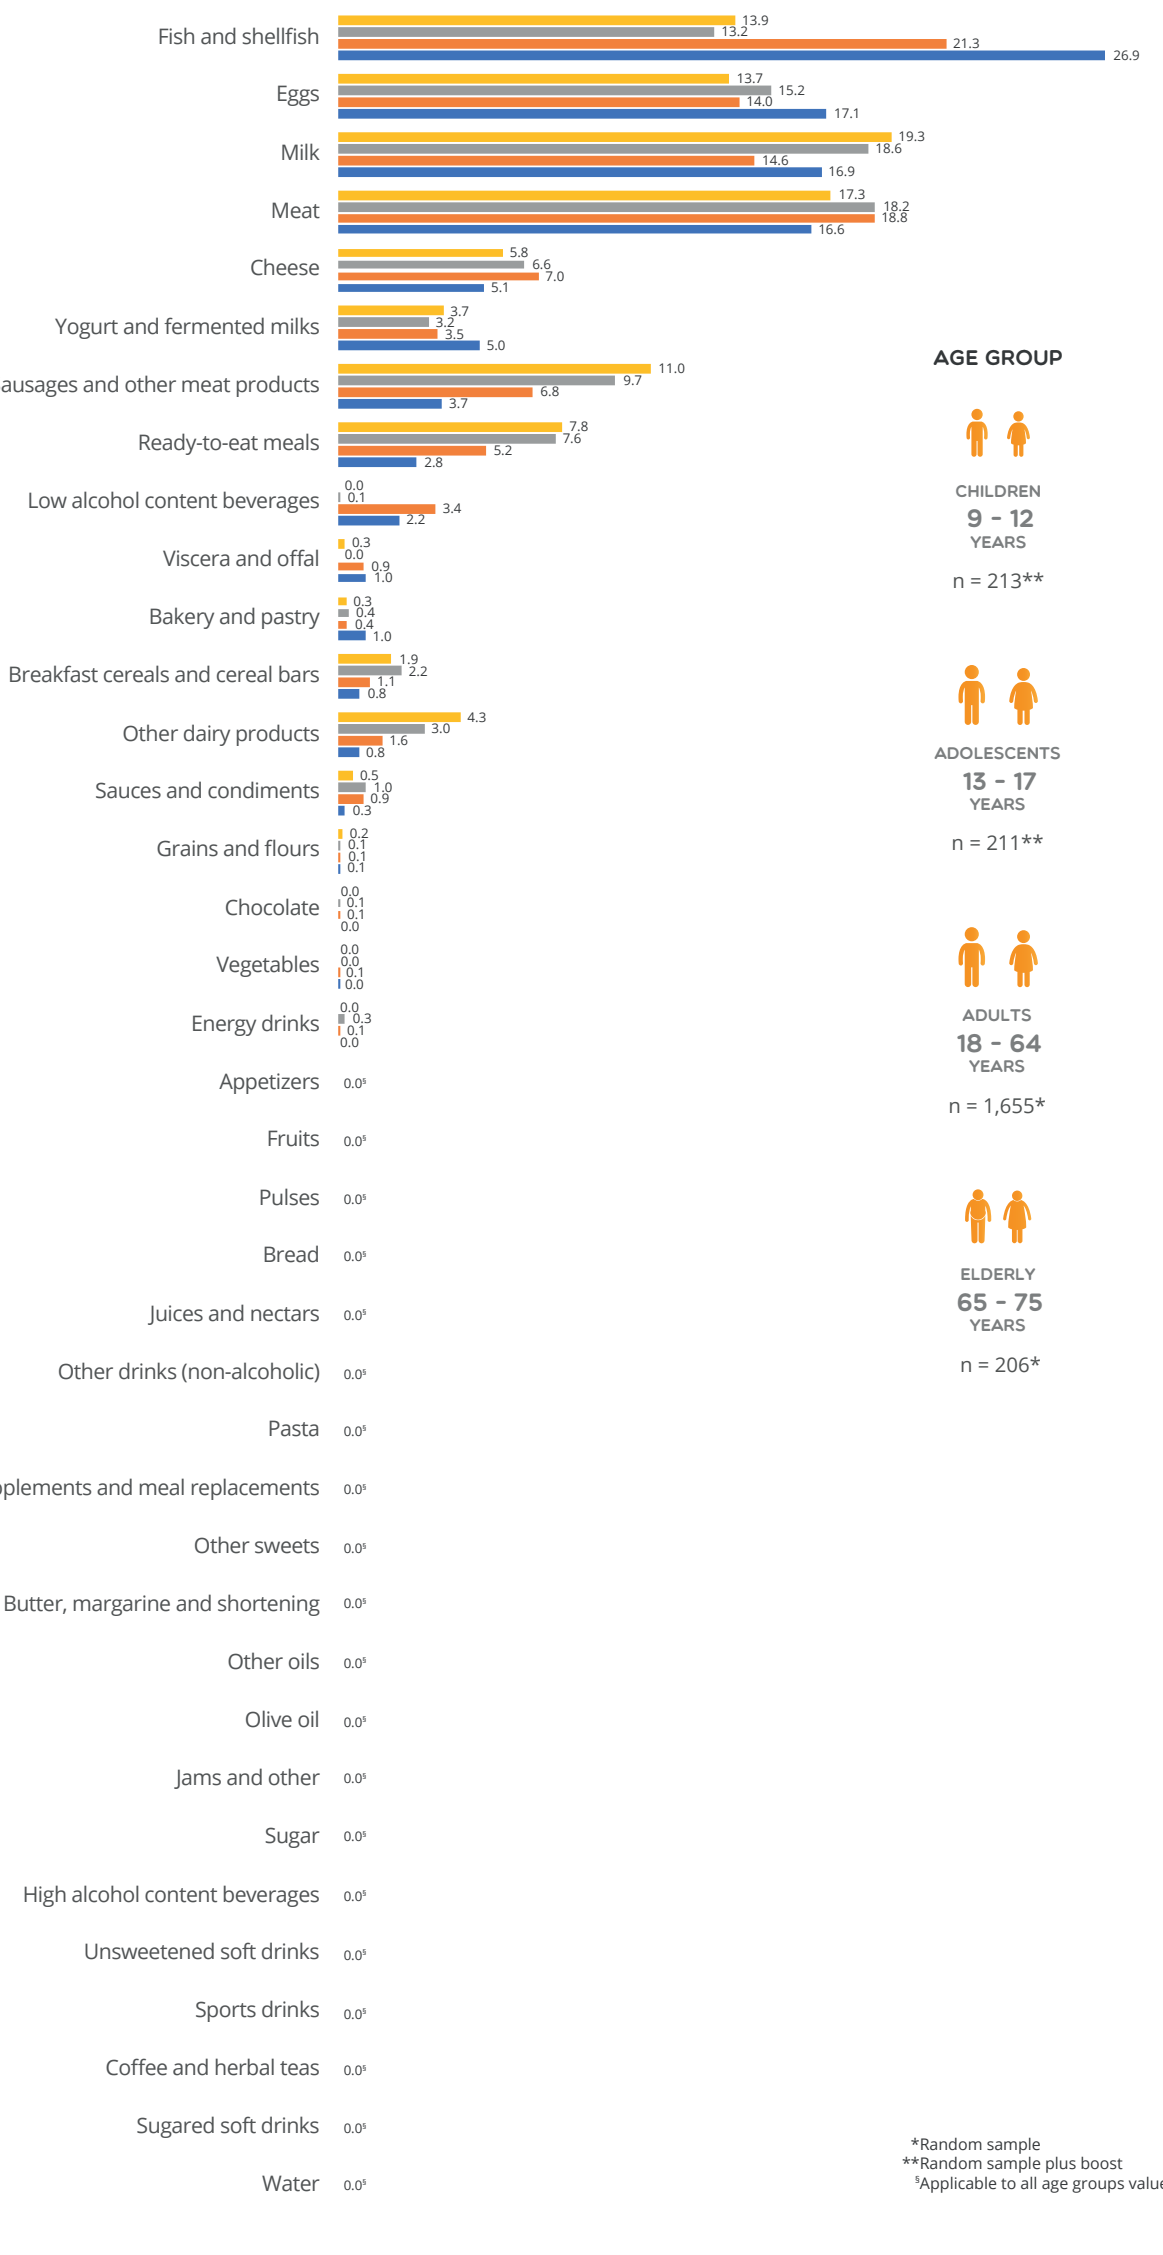 Fish and shellfish
13.9
13.2
21.3
26.9
Eggs
13.7
15.2
14.0
17.1
Milk
19.3
18.6
14.6
16.9
Meat
17.3
18.2
18.8
16.6
Cheese
5.8
6.6
7.0
5.1
Yogurt and fermented milks
3.7
3.2
3.5
5.0
ausages and other meat products
11.0
9.7
6.8
3.7
Ready-to-eat meals
7.8
7.6
5.2
2.8
Low alcohol content beverages
0.0
0.1
3.4
2.2
Viscera and offal
0.3
0.0
0.9
1.0
Bakery and pastry
0.3
0.4
0.4
1.0
Breakfast cereals and cereal bars
1.9
2.2
1.1
0.8
Other dairy products
4.3
3.0
1.6
0.8
Sauces and condiments
0.5
1.0
0.9
0.3
Grains and flours
0.2
0.1
0.1
0.1
Chocolate
0.0
0.1
0.1
0.0
Vegetables
0.0
0.0
0.1
0.0
Energy drinks
0.0
0.3
0.1
0.0
Appetizers 0.0§
Fruits 0.0§
Pulses 0.0§
Bread 0.0§
Juices and nectars 0.0§
Other drinks (non-alcoholic) 0.0§
Pasta 0.0§
plements and meal replacements 0.0§
Other sweets 0.0§
Butter, margarine and shortening 0.0§
Other oils 0.0§
Olive oil 0.0§
Jams and other 0.0§
Sugar 0.0§
High alcohol content beverages 0.0§
Unsweetened soft drinks 0.0§
Sports drinks 0.0§
Coffee and herbal teas 0.0§
Sugared soft drinks 0.0§
Water 0.0§
AGE GROUP
CHILDREN
9 - 12
YEARS
n = 213**
ADOLESCENTS
13 - 17
YEARS
n = 211**
ADULTS
18 - 64
YEARS
n = 1,655*
ELDERLY
65 - 75
YEARS
n = 206*
*Random sample
**Random sample plus boost
§Applicable to all age groups value